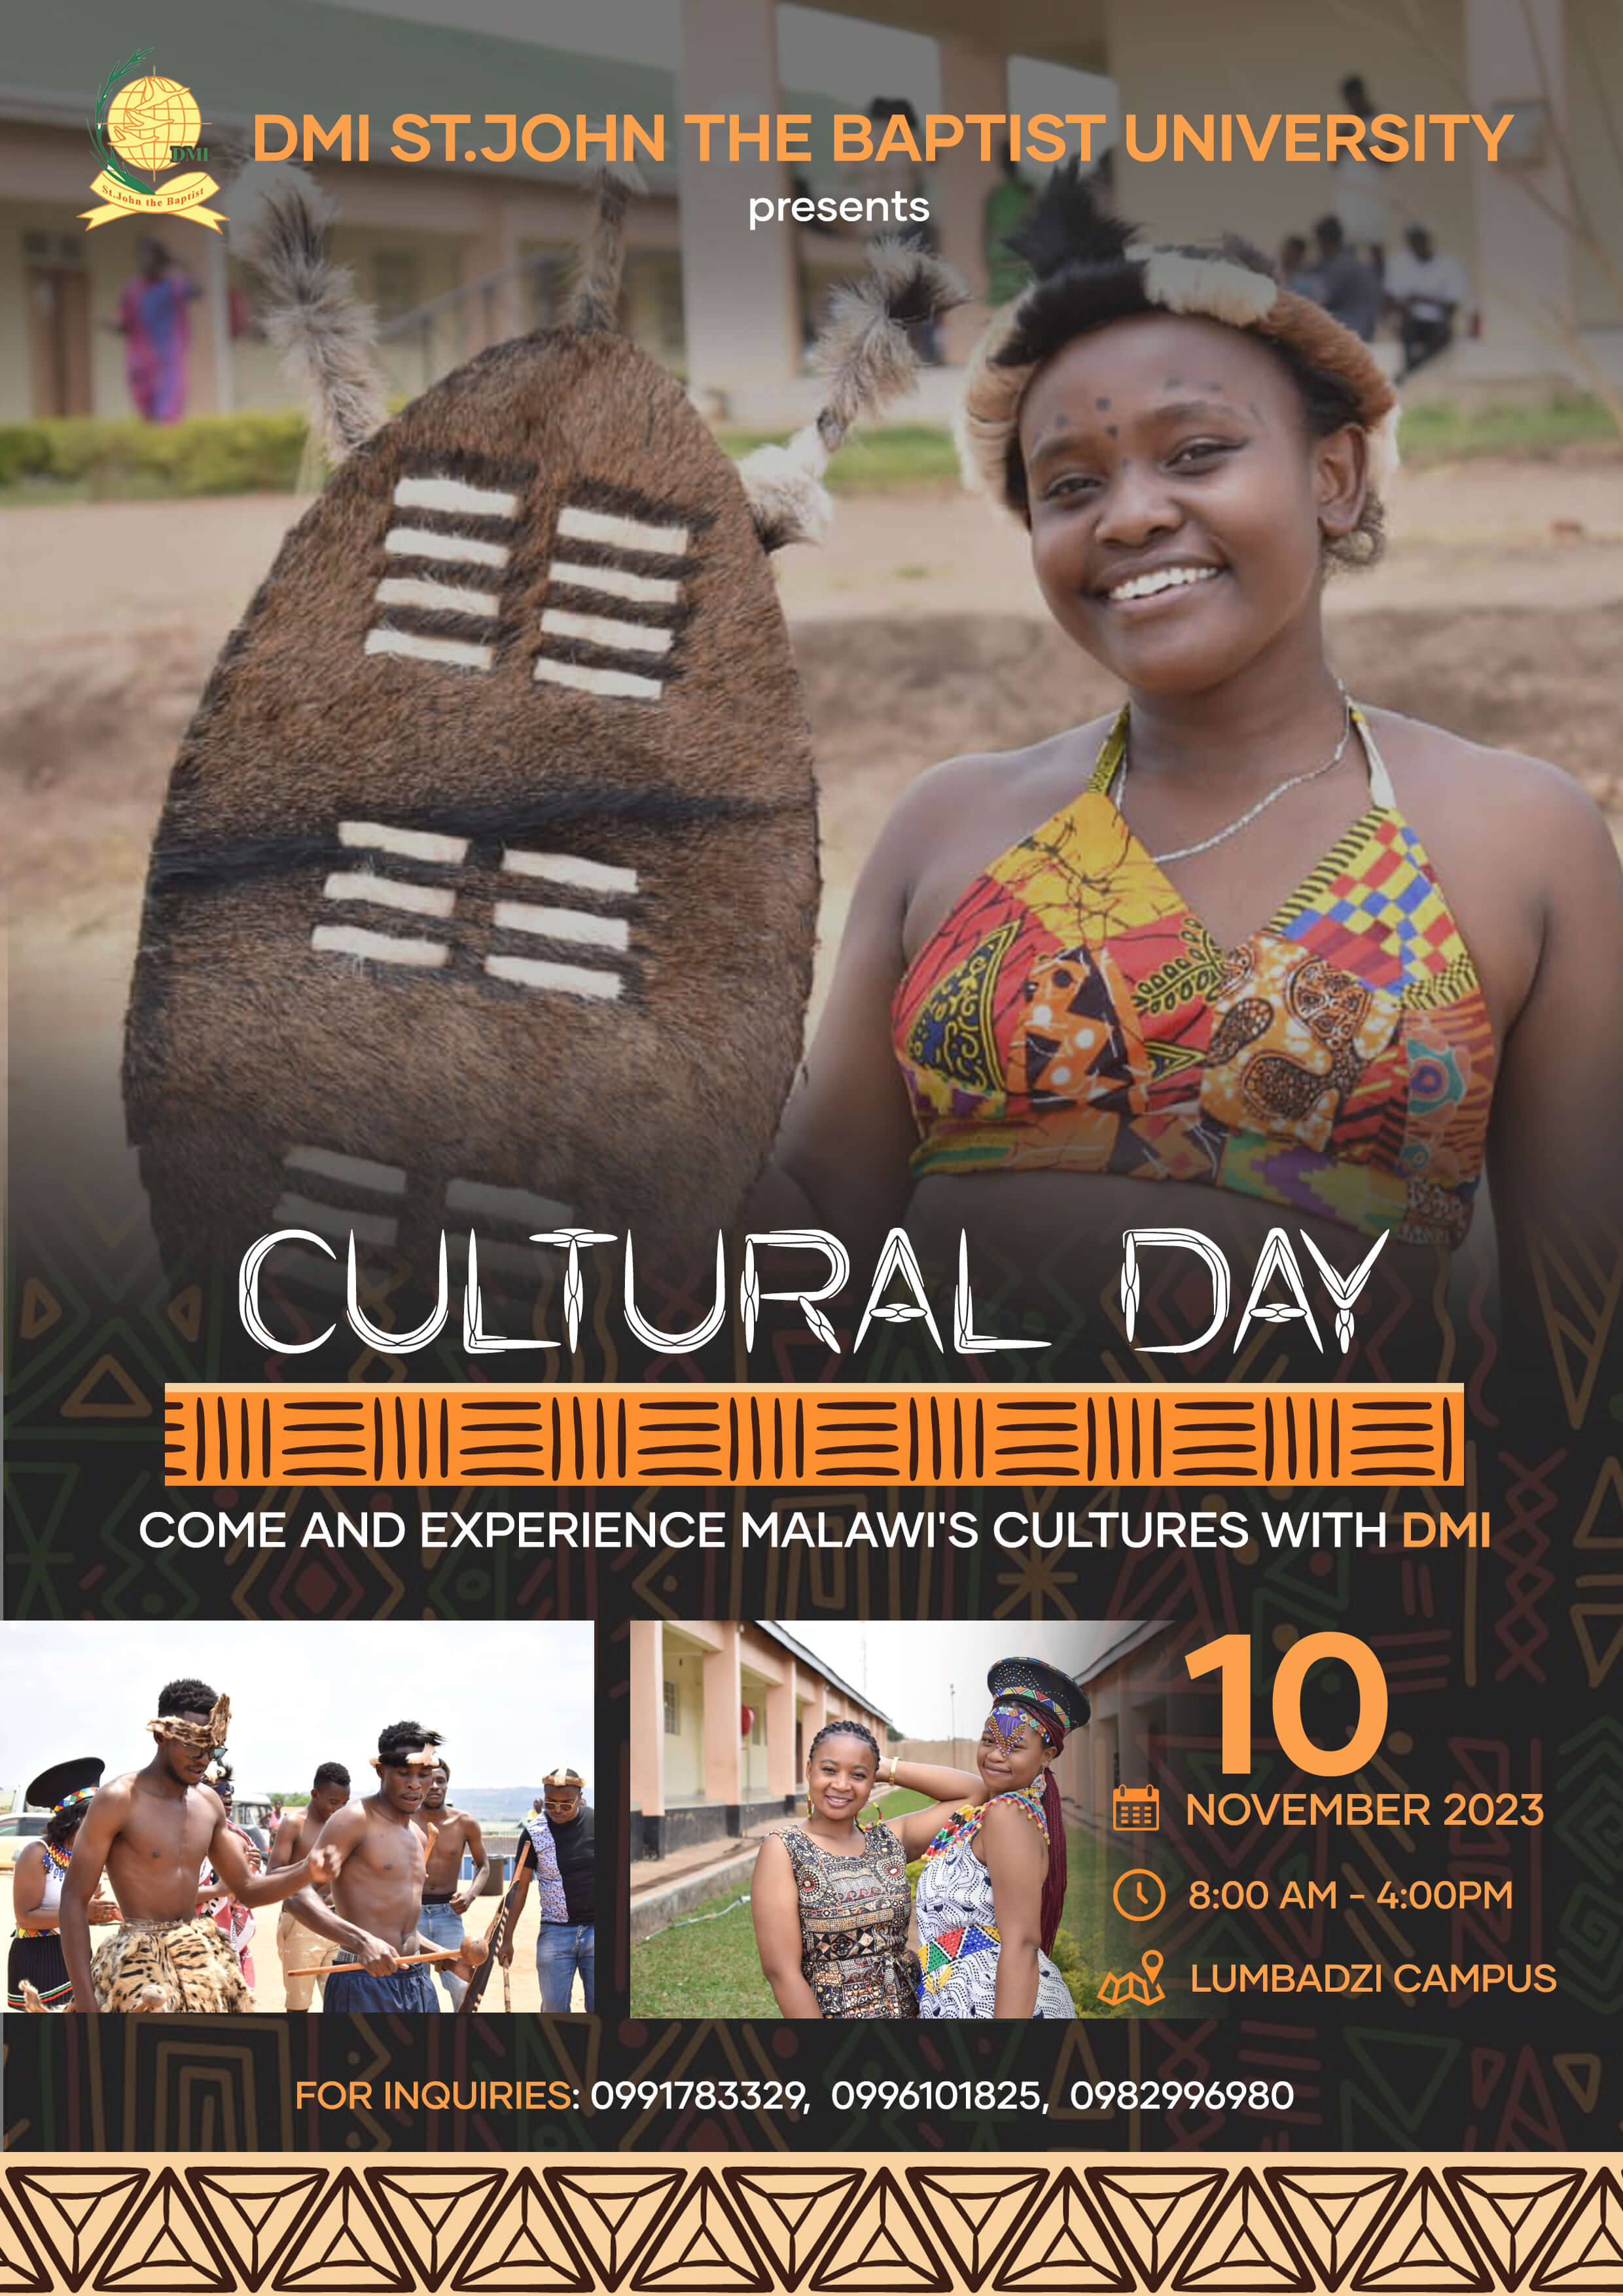 DMI
St.John the Baptist
DMI ST.JOHN THE BAPTIST UNIVERSITY
presents
CULTURAL DAY
COME AND EXPERIENCE MALAWI'S CULTURES WITH DMI
10
NOVEMBER 2023
8:00 AM - 4:00PM
LUMBADZI CAMPUS
FOR INQUIRIES: 0991783329, 0996101825, 0982996980